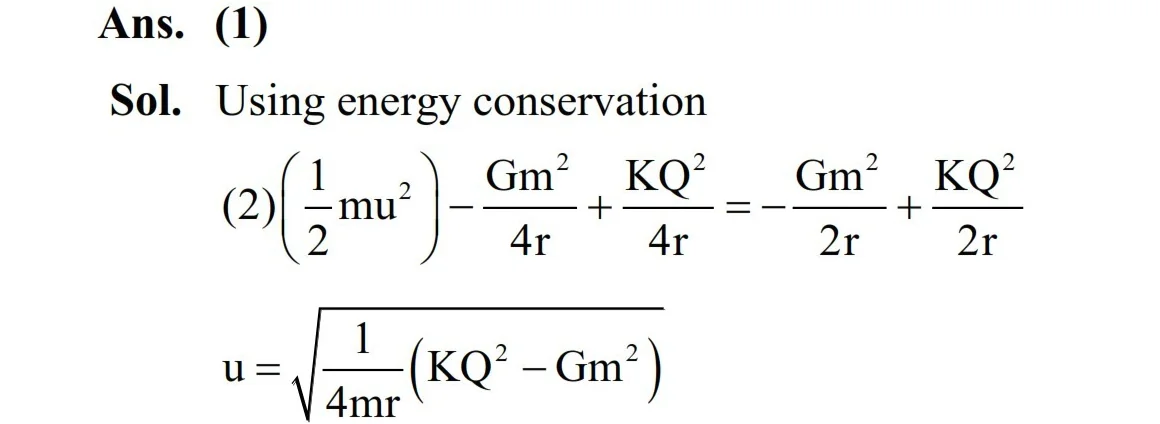 Ans. (1)
Sol. Using energy conservation
(2)(1/2 mu²) − Gm²/4r + KQ²/4r = − Gm²/2r + KQ²/2r
u = √(1/4mr (KQ² − Gm²))